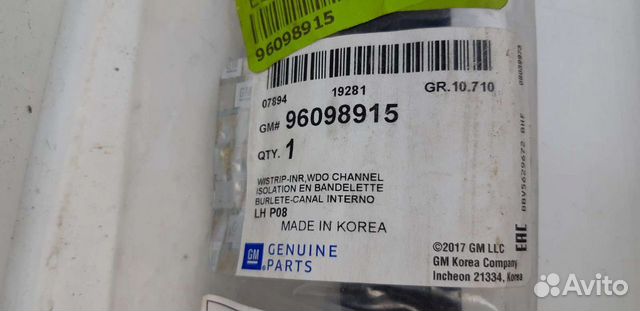 96098915
07894
19281
GR.10.710
GM# 96098915
QTY. 1
W/STRIP-INR,WDO CHANNEL
ISOLATION EN BANDELETTE
BURLETE-CANAL INTERNO
LH P08
MADE IN KOREA
GM
GENUINE
PARTS
©2017 GM LLC
GM Korea Company
Incheon 21334, Korea
EAC
Avito